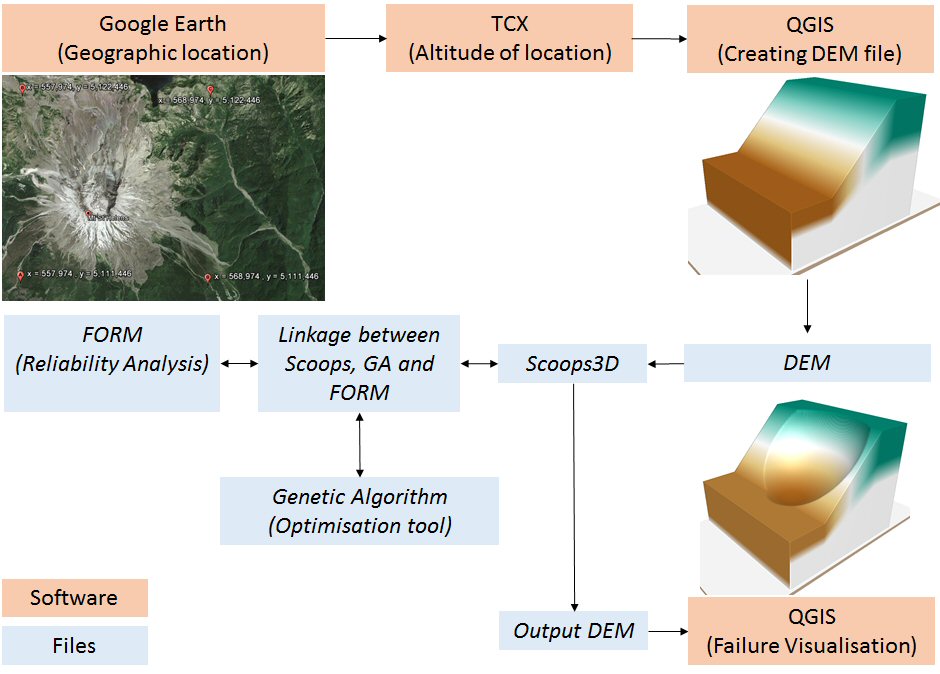 Google Earth
(Geographic location)
TCX
(Altitude of location)
QGIS
(Creating DEM file)
x = 557,974, y = 5,122,446
x = 568,974, y = 5,122,446
Mt St Helens
x = 557,974 , y = 5,111,446
x = 568,974, y = 5,111,446
FORM
(Reliability Analysis)
Linkage between
Scoops, GA and
FORM
Scoops3D
DEM
Genetic Algorithm
(Optimisation tool)
Software
Files
Output DEM
QGIS
(Failure Visualisation)